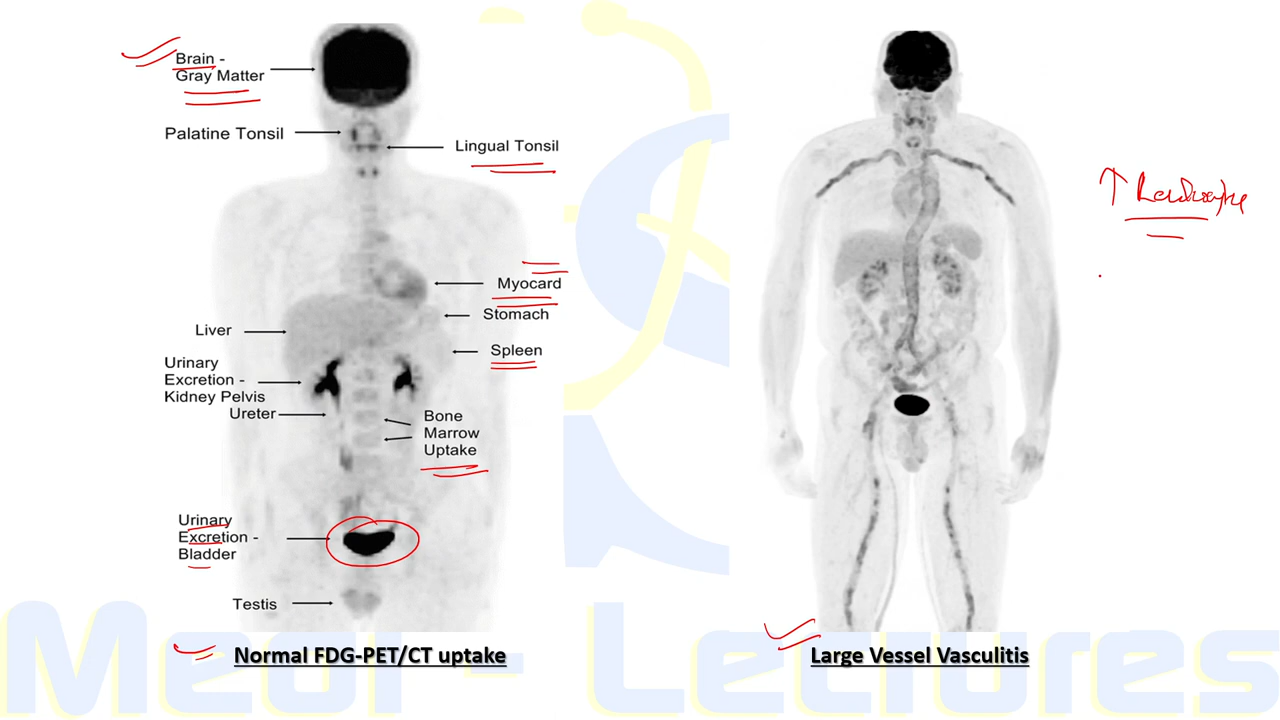 Brain -
Gray Matter
Palatine Tonsil
Lingual Tonsil
Myocard
Stomach
Liver
Spleen
Urinary
Excretion -
Kidney Pelvis
Ureter
Bone
Marrow
Uptake
Urinary
Excretion -
Bladder
Testis
Normal FDG-PET/CT uptake
Large Vessel Vasculitis
Medi - Lectures